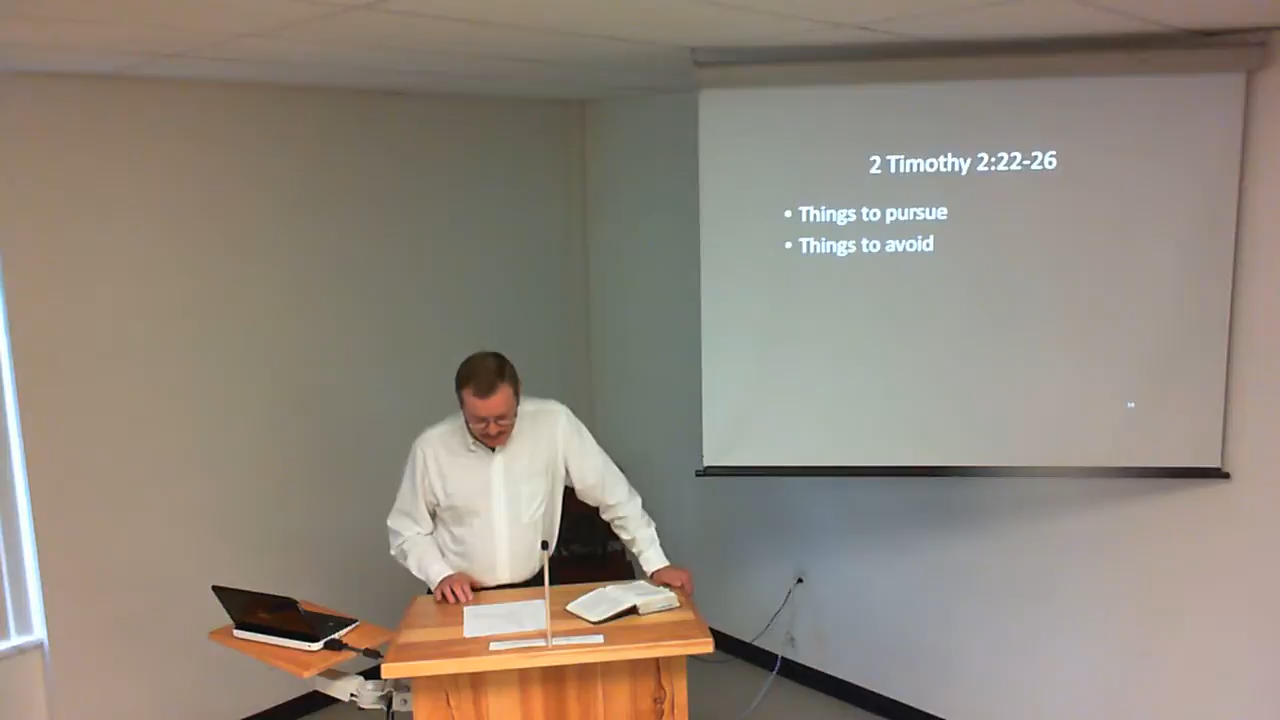 2 Timothy 2:22-26
• Things to pursue
• Things to avoid